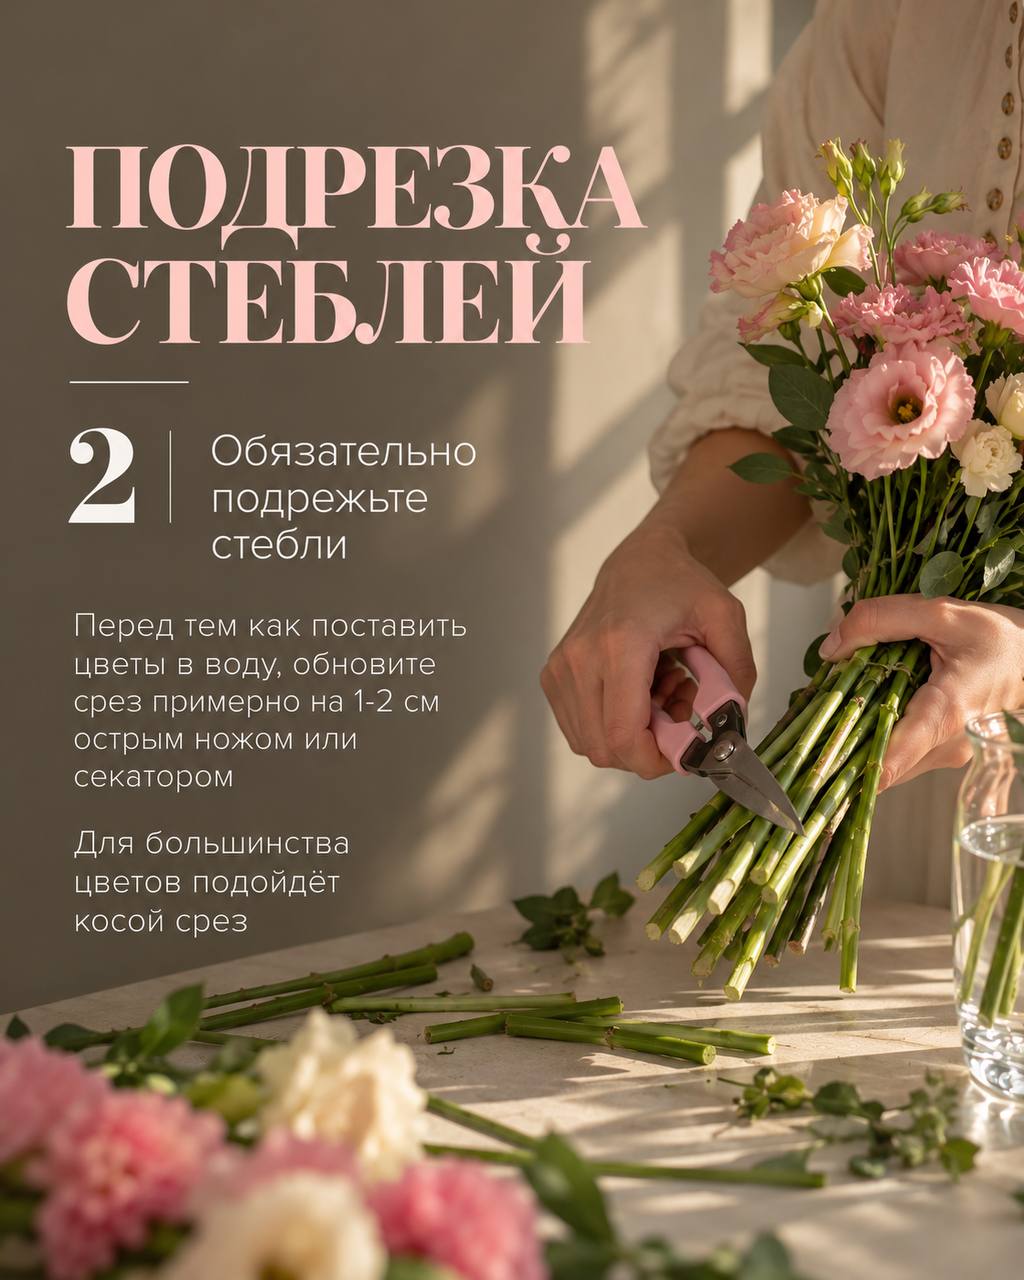 ПОДРЕЗКА
СТЕБЛЕЙ
2
Обязательно
подрежьте
стебли
Перед тем как поставить
цветы в воду, обновите
срез примерно на 1-2 см
острым ножом или
секатором
Для большинства
цветов подойдёт
косой срез